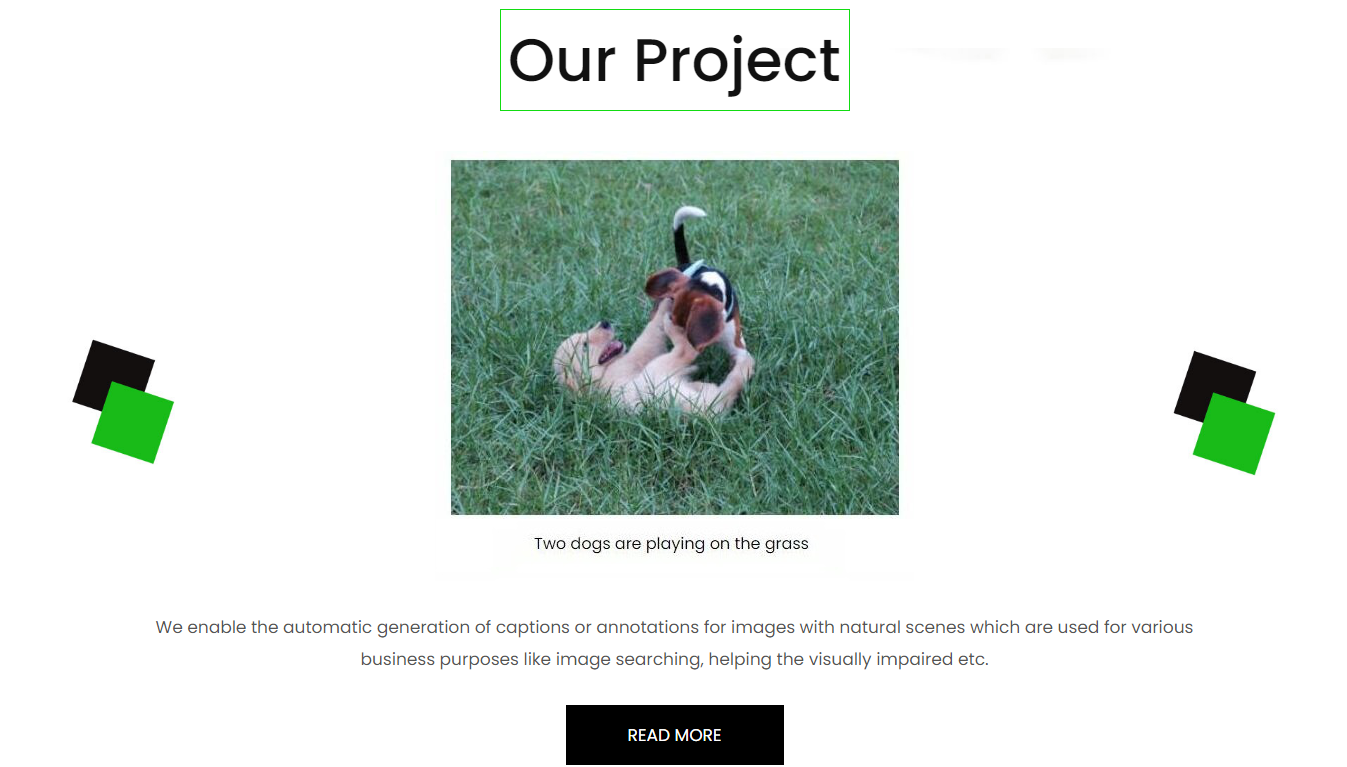 Our Project
Two dogs are playing on the grass
We enable the automatic generation of captions or annotations for images with natural scenes which are used for various
business purposes like image searching, helping the visually impaired etc.
READ MORE